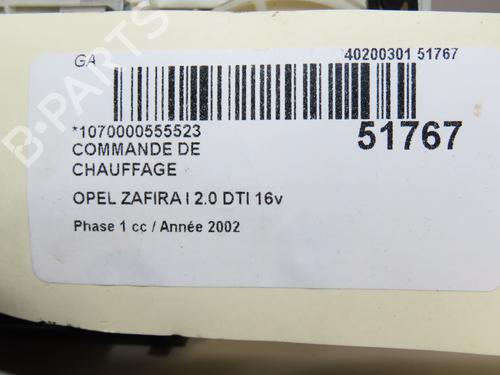 GA
40200301 51767
*1070000555523
51767
COMMANDE DE
CHAUFFAGE
OPEL ZAFIRA I 2.0 DTI 16v
Phase 1 cc / Année 2002
B-PARTS